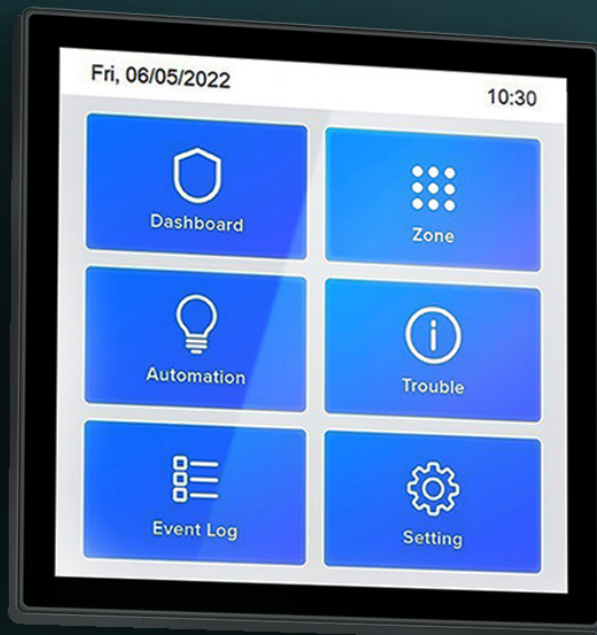 Fri, 06/05/2022
10:30
Dashboard
Zone
Automation
Trouble
Event Log
Setting